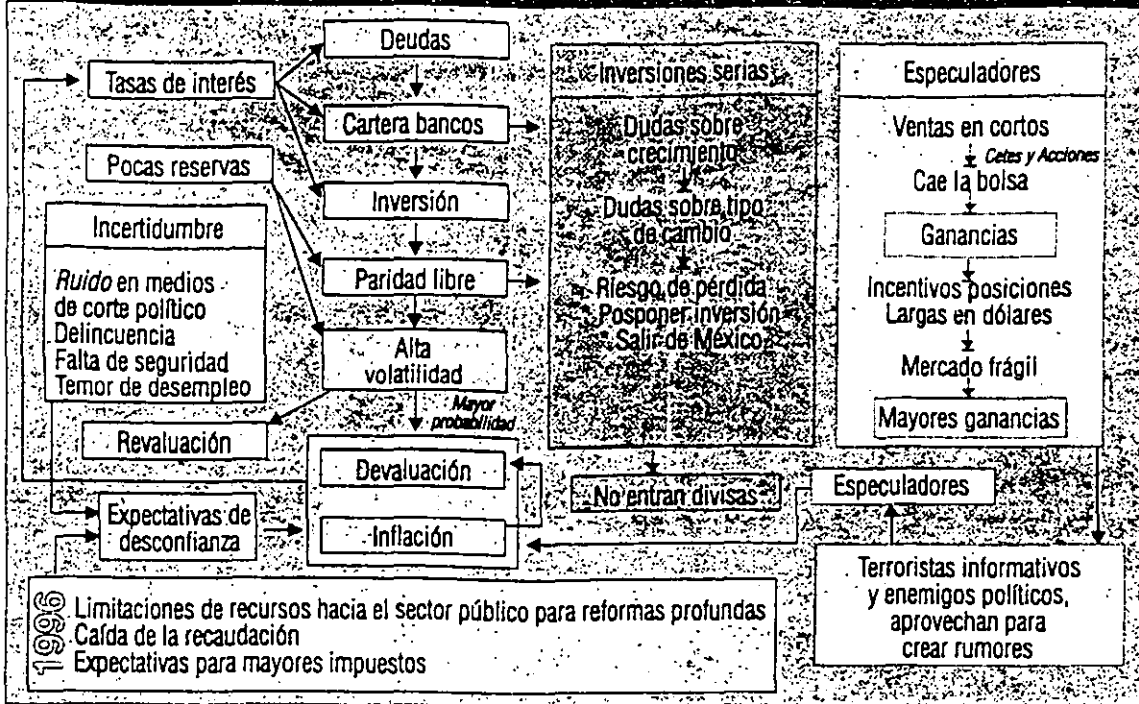 Deudas
Tasas de interés
Cartera bancos
Pocas reservas
Inversión
Incertidumbre
Ruido en medios
de corte político
Delincuencia
Falta de seguridad
Temor de desempleo
Paridad libre
Alta
volatilidad
Mayor
probabilidad
Revaluación
Devaluación
Inflación
Expectativas de
desconfianza
Inversiones serias
Dudas sobre
crecimiento
Dudas sobre tipo
de cambio
Riesgo de pérdida
Posponer inversión
Salir de México
No entran divisas
Especuladores
Ventas en cortos
Cetes y Acciones
Cae la bolsa
Ganancias
Incentivos posiciones
Largas en dólares
Mercado frágil
Mayores ganancias
Especuladores
Terroristas informativos
y enemigos políticos,
aprovechan para
crear rumores
1996
Limitaciones de recursos hacia el sector público para reformas profundas
Caída de la recaudación
Expectativas para mayores impuestos